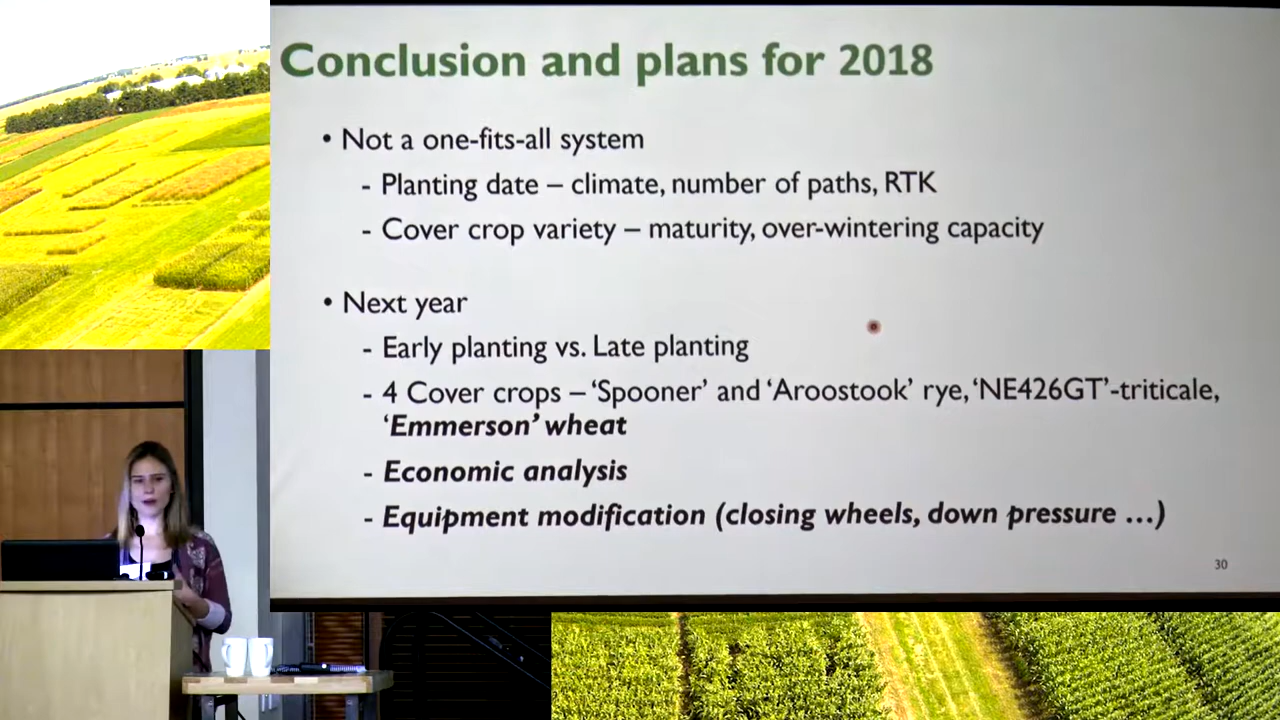 Conclusion and plans for 2018
• Not a one-fits-all system
- Planting date – climate, number of paths, RTK
- Cover crop variety – maturity, over-wintering capacity
• Next year
- Early planting vs. Late planting
- 4 Cover crops – ‘Spooner’ and ‘Aroostook’ rye, ‘NE426GT’-triticale,
‘Emmerson’ wheat
- Economic analysis
- Equipment modification (closing wheels, down pressure …)
30